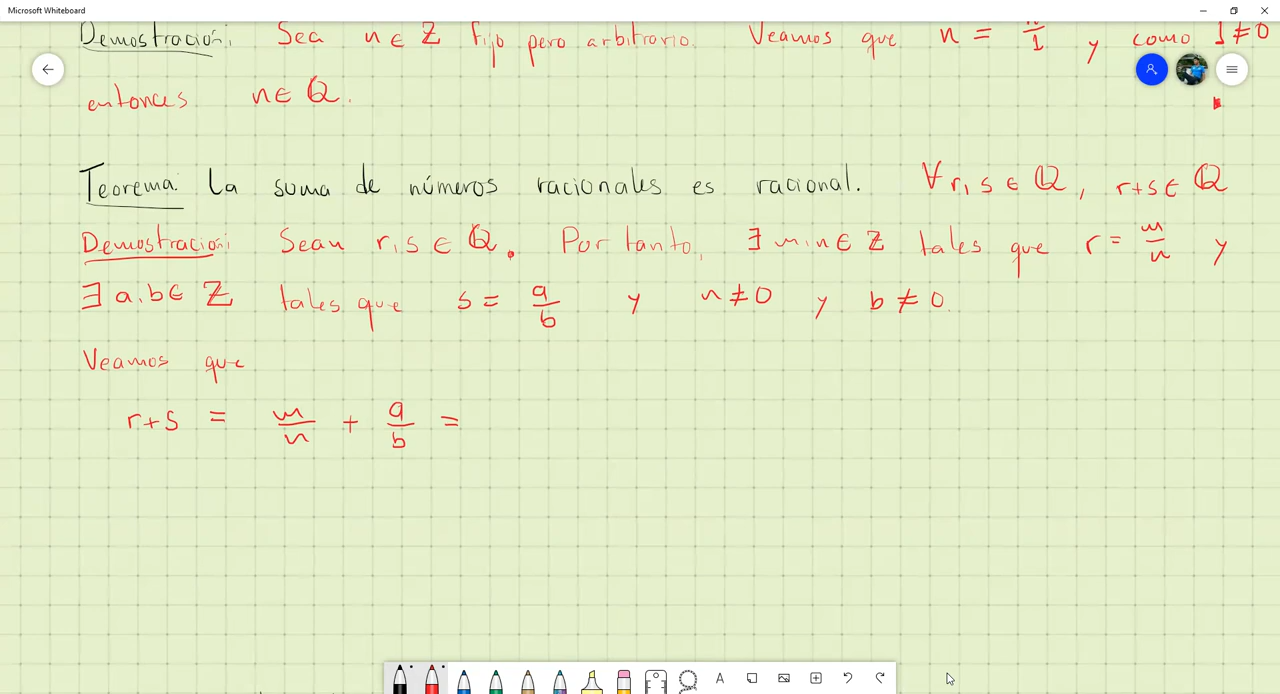 Microsoft Whiteboard
Demostración: Sea n ∈ ℤ fijo pero arbitrario. Veamos que n = n/1 y como 1 ≠ 0
entonces n ∈ ℚ.
Teorema: La suma de números racionales es racional. ∀ r, s ∈ ℚ, r+s ∈ ℚ
Demostración: Sean r, s ∈ ℚ. Por tanto, ∃ m, n ∈ ℤ tales que r = m/n y
∃ a, b ∈ ℤ tales que s = a/b y n ≠ 0 y b ≠ 0.
Veamos que
r+s = m/n + a/b =